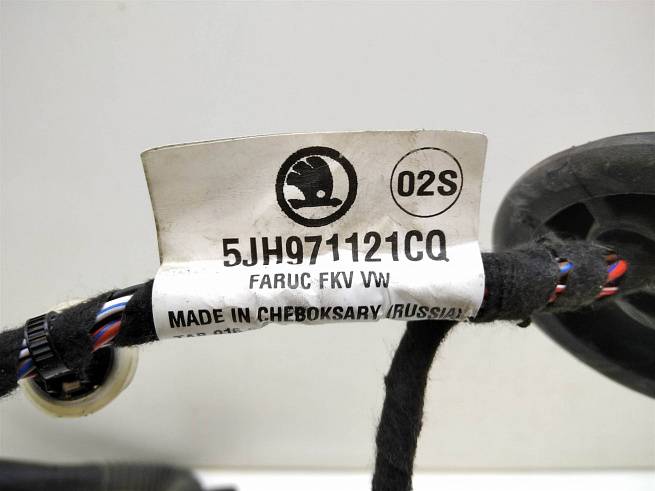 02S
5JH971121CQ
FARUC FKV VW
MADE IN CHEBOKSARY (RUSSIA)